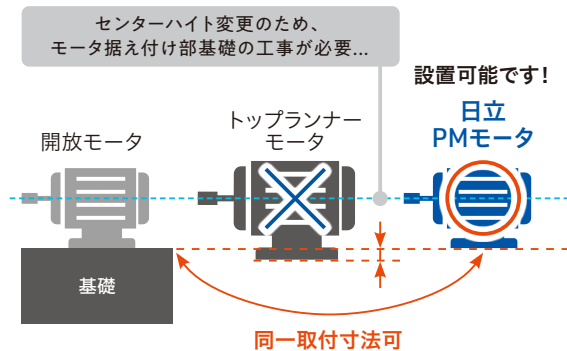 センターハイト変更のため、
モータ据え付け部基礎の工事が必要...
設置可能です!
開放モータ
トップランナー
モータ
日立
PMモータ
基礎
同一取付寸法可